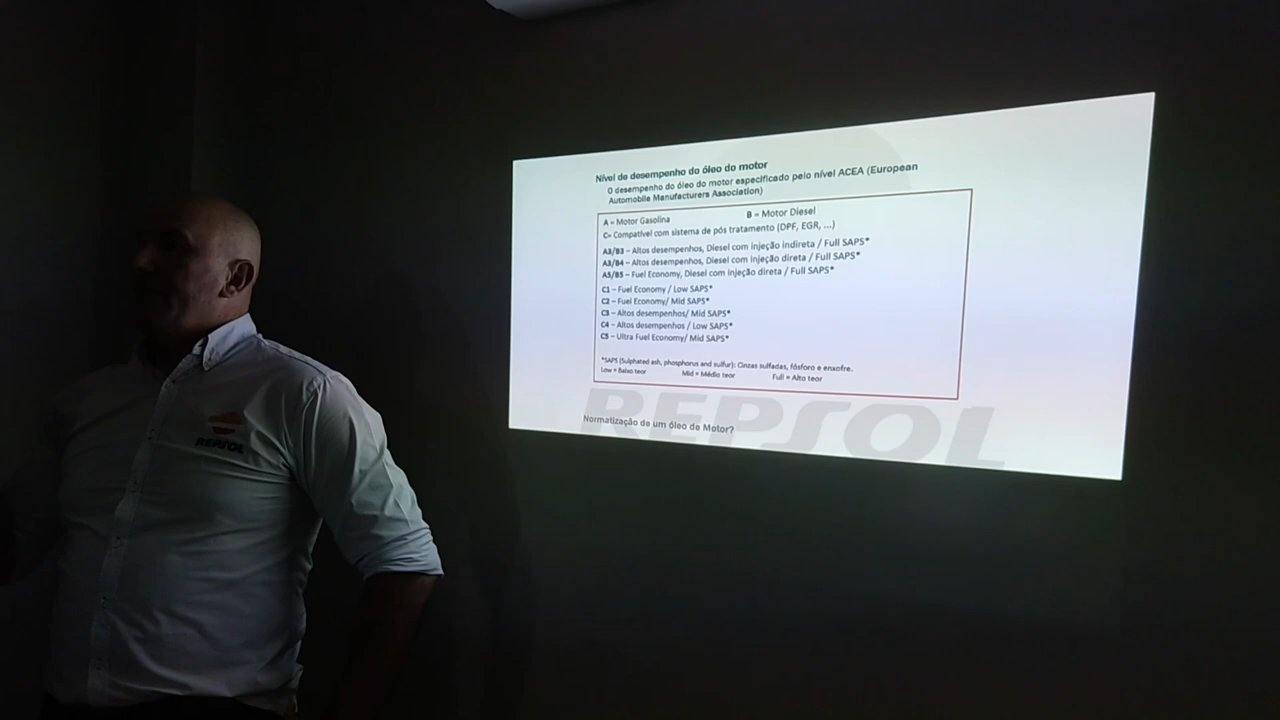 Nível de desempenho do óleo do motor
O desempenho do óleo do motor especificado pelo nível ACEA (European
Automobile Manufacturers Association)
A = Motor Gasolina B = Motor Diesel
C= Compatível com sistema de pós tratamento (DPF, EGR, ...)
A3/B3 – Altos desempenhos, Diesel com injeção indireta / Full SAPS*
A3/B4 – Altos desempenhos, Diesel com injeção direta / Full SAPS*
A5/B5 – Fuel Economy, Diesel com injeção direta / Full SAPS*
C1 – Fuel Economy / Low SAPS*
C2 – Fuel Economy/ Mid SAPS*
C3 – Altos desempenhos/ Mid SAPS*
C4 – Altos desempenhos / Low SAPS*
C5 – Ultra Fuel Economy/ Mid SAPS*
*SAPS (Sulphated ash, phosphorus and sulfur): Cinzas sulfadas, fósforo e enxofre.
Low = Baixo teor Mid = Médio teor Full = Alto teor
REPSOL
Normatização de um óleo de Motor?
REPSOL